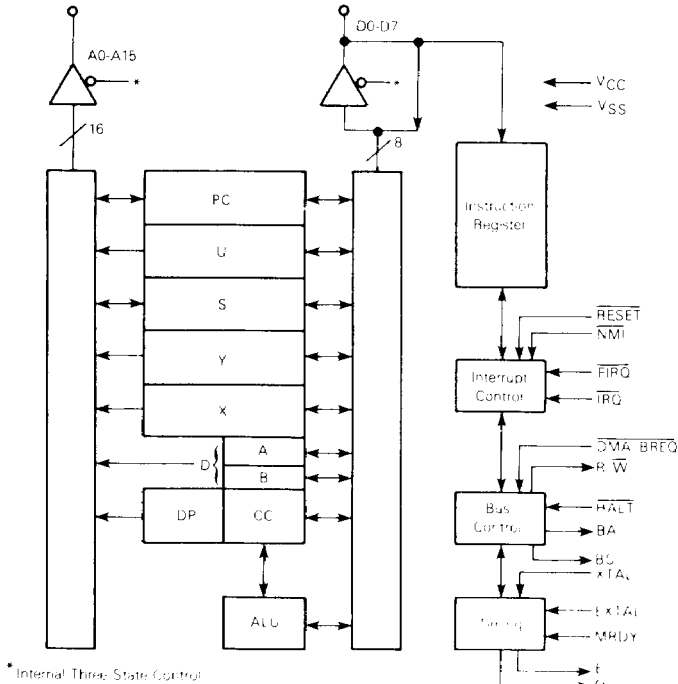 A0-A15
D0-D7
*
*
VCC
VSS
16
8
PC
U
S
Y
X
D
A
B
DP
CC
ALU
Instruction
Register
RESET
NMI
Interrupt
Control
FIRQ
IRQ
DMA BREQ
R/W
Bus
Control
HALT
BA
BS
XTAL
Timing
EXTAL
MRDY
E
*Internal Three State Control